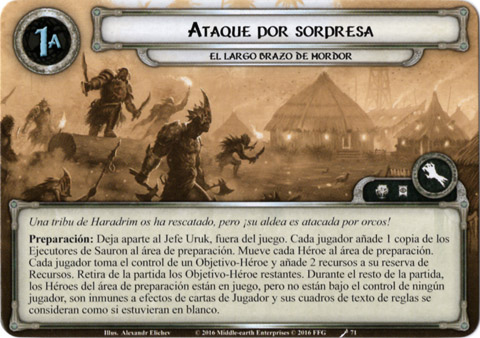 1A
Ataque por sorpresa
El largo brazo de Mordor
Una tribu de Haradrim os ha rescatado, pero ¡su aldea es atacada por orcos!
Preparación: Deja aparte al Jefe Uruk, fuera del juego. Cada jugador añade 1 copia de los
Ejecutores de Sauron al área de preparación. Mueve cada Héroe al área de preparación.
Cada jugador toma el control de un Objetivo-Héroe y añade 2 recursos a su reserva de
Recursos. Retira de la partida los Objetivo-Héroe restantes. Durante el resto de la partida,
los Héroes del área de preparación están en juego, pero no están bajo el control de ningún
jugador, son inmunes a efectos de cartas de Jugador y sus cuadros de texto de reglas se
consideran como si estuvieran en blanco.
Illus. Alexandr Elichev © 2016 Middle-earth Enterprises © 2016 FFG 71